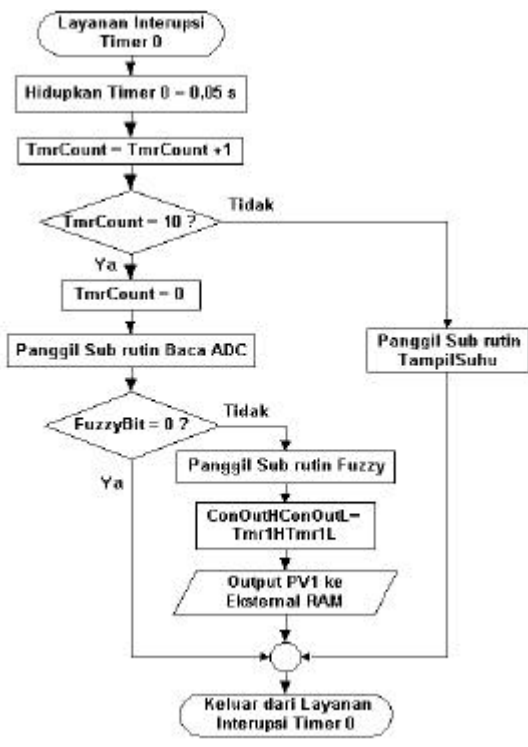 Layanan Interupsi
Timer 0
Hidupkan Timer 0 = 0,05 s
TmrCount = TmrCount +1
TmrCount = 10 ?
Tidak
Ya
TmrCount = 0
Panggil Sub rutin
TampilSuhu
Panggil Sub rutin Baca ADC
FuzzyBit = 0 ?
Tidak
Ya
Panggil Sub rutin Fuzzy
ConOutHConOutL=
Tmr1HTmr1L
Output PV1 ke
Eksternal RAM
Keluar dari Layanan
Interupsi Timer 0